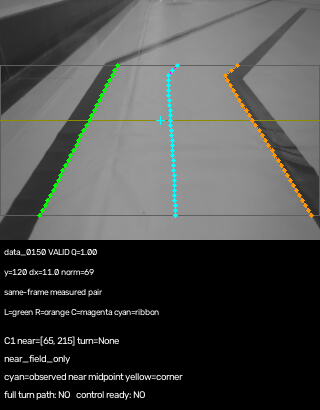 data_0150 VALID Q=1.00
y=120 dx=11.0 norm=69
same-frame measured pair
L=green R=orange C=magenta cyan=ribbon
C1 near=[65, 215] turn=None
near_field_only
cyan=observed near midpoint yellow=corner
full turn path: NO control ready: NO